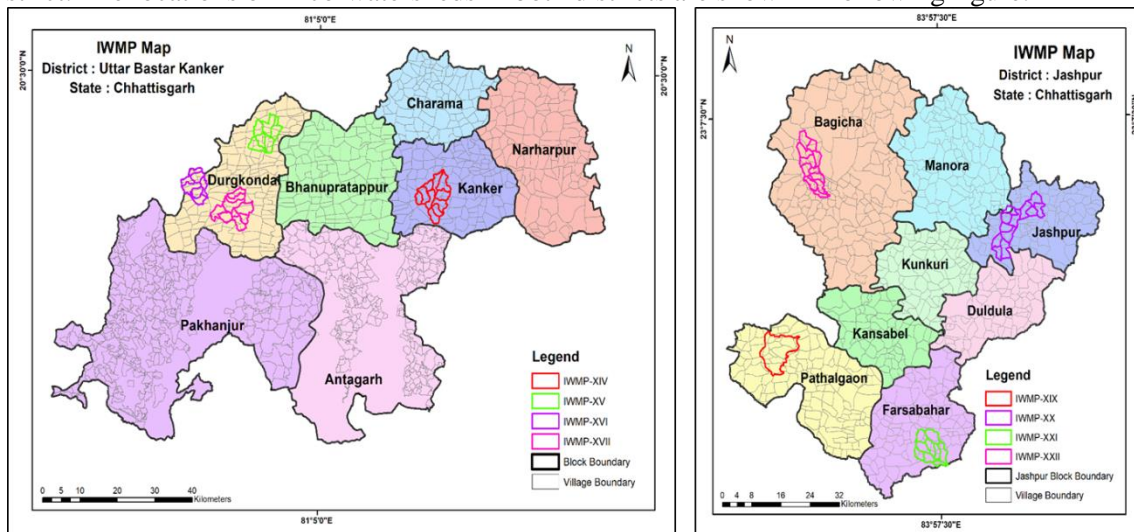 81°5'0"E
IWMP Map
District : Uttar Bastar Kanker
State : Chhattisgarh
N
20°30'0"N
20°30'0"N
Charama
Narharpur
Durgkondal
Bhanupratappur
Kanker
Pakhanjur
Antagarh
Legend
IWMP-XIV
IWMP-XV
IWMP-XVI
IWMP-XVII
Block Boundary
Village Boundary
0 5 10 20 30 40
Kilometers
81°5'0"E
83°57'30"E
N
IWMP Map
District : Jashpur
State : Chhattisgarh
23°7'30"N
Bagicha
Manora
Jashpur
Kunkuri
Duldula
Kansabel
Pathalgaon
Farsabahar
Legend
IWMP-XIX
IWMP-XX
IWMP-XXI
IWMP-XXII
Jashpur Block Boundary
Village Boundary
0 4 8 16 24 32
Kilometers
83°57'30"E